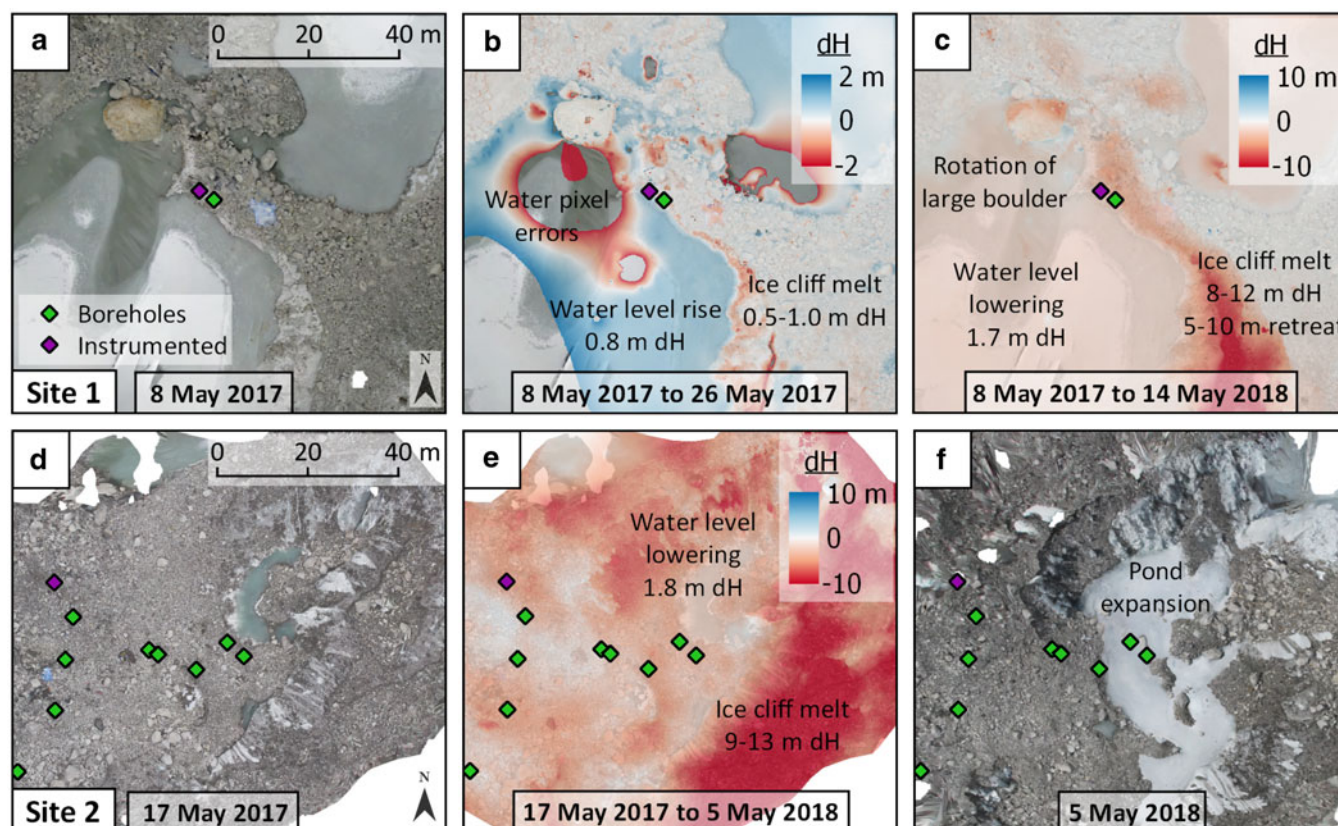 a
0 20 40 m
Boreholes
Instrumented
N
Site 1
8 May 2017
b
dH
2 m
0
-2
Water pixel
errors
Water level rise
0.8 m dH
Ice cliff melt
0.5-1.0 m dH
8 May 2017 to 26 May 2017
c
dH
10 m
0
-10
Rotation of
large boulder
Water level
lowering
1.7 m dH
Ice cliff melt
8-12 m dH
5-10 m retreat
8 May 2017 to 14 May 2018
d
0 20 40 m
N
Site 2
17 May 2017
e
dH
10 m
0
-10
Water level
lowering
1.8 m dH
Ice cliff melt
9-13 m dH
17 May 2017 to 5 May 2018
f
Pond
expansion
5 May 2018